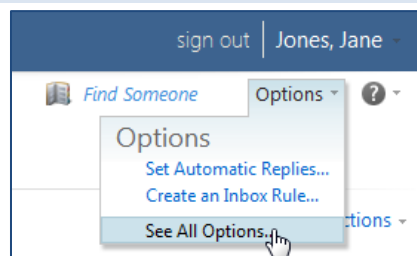 sign out | Jones, Jane
Find Someone Options ?
Options
Set Automatic Replies...
Create an Inbox Rule...
See All Options...
ctions